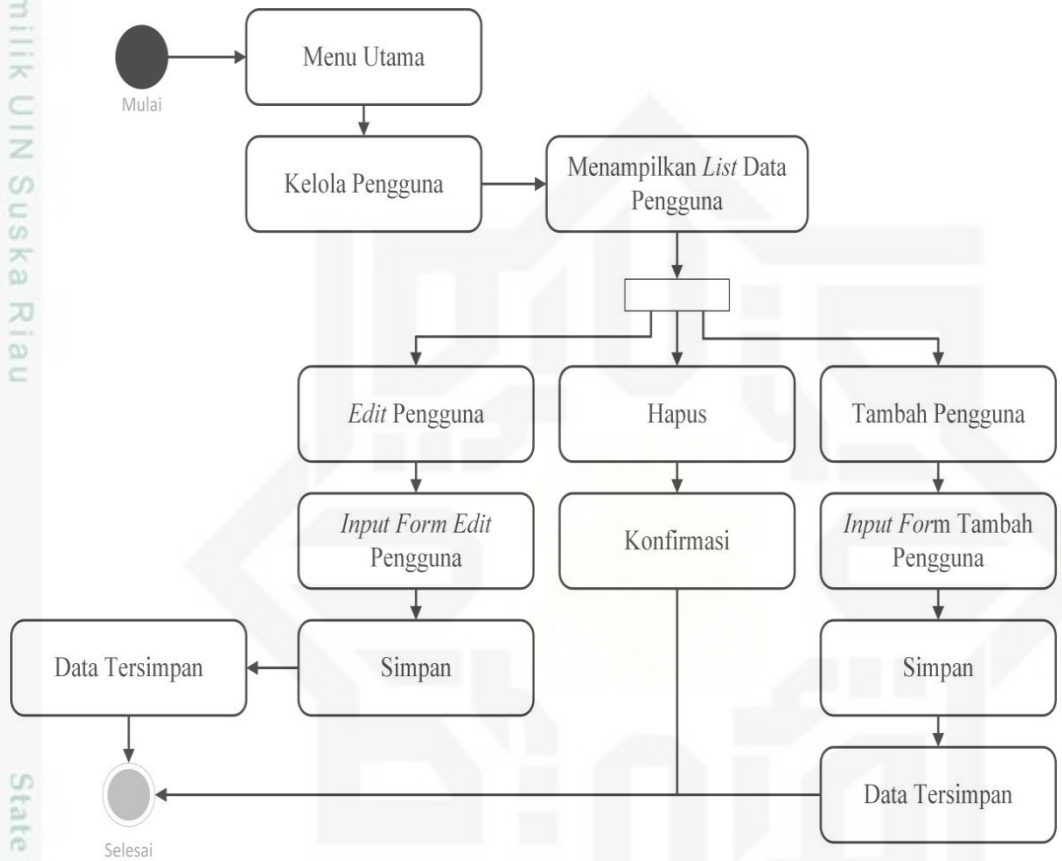 milik UIN Suska Riau
State
Mulai
Menu Utama
Kelola Pengguna
Menampilkan List Data
Pengguna
Edit Pengguna
Hapus
Tambah Pengguna
Input Form Edit
Pengguna
Konfirmasi
Input Form Tambah
Pengguna
Data Tersimpan
Simpan
Simpan
Data Tersimpan
Selesai